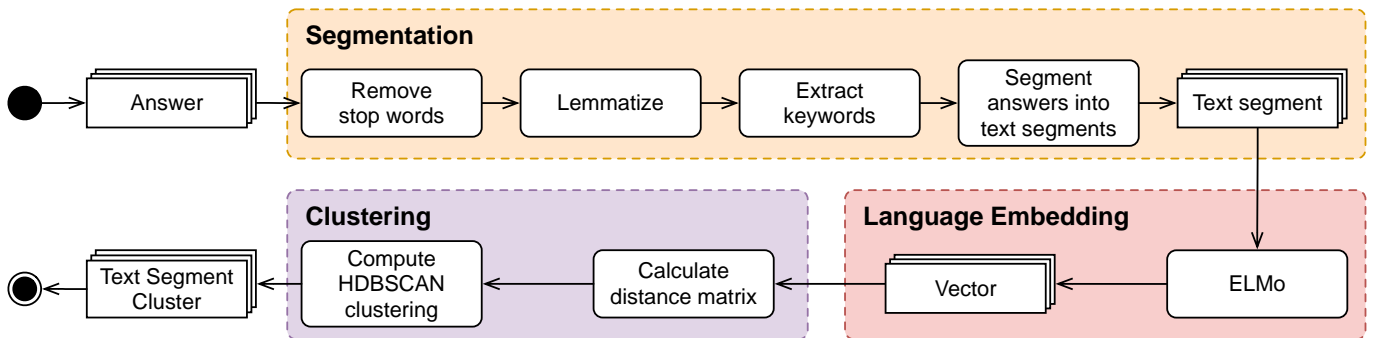 Segmentation
Answer
Remove
stop words
Lemmatize
Extract
keywords
Segment
answers into
text segments
Text segment
Language Embedding
ELMo
Vector
Clustering
Calculate
distance matrix
Compute
HDBSCAN
clustering
Text Segment
Cluster